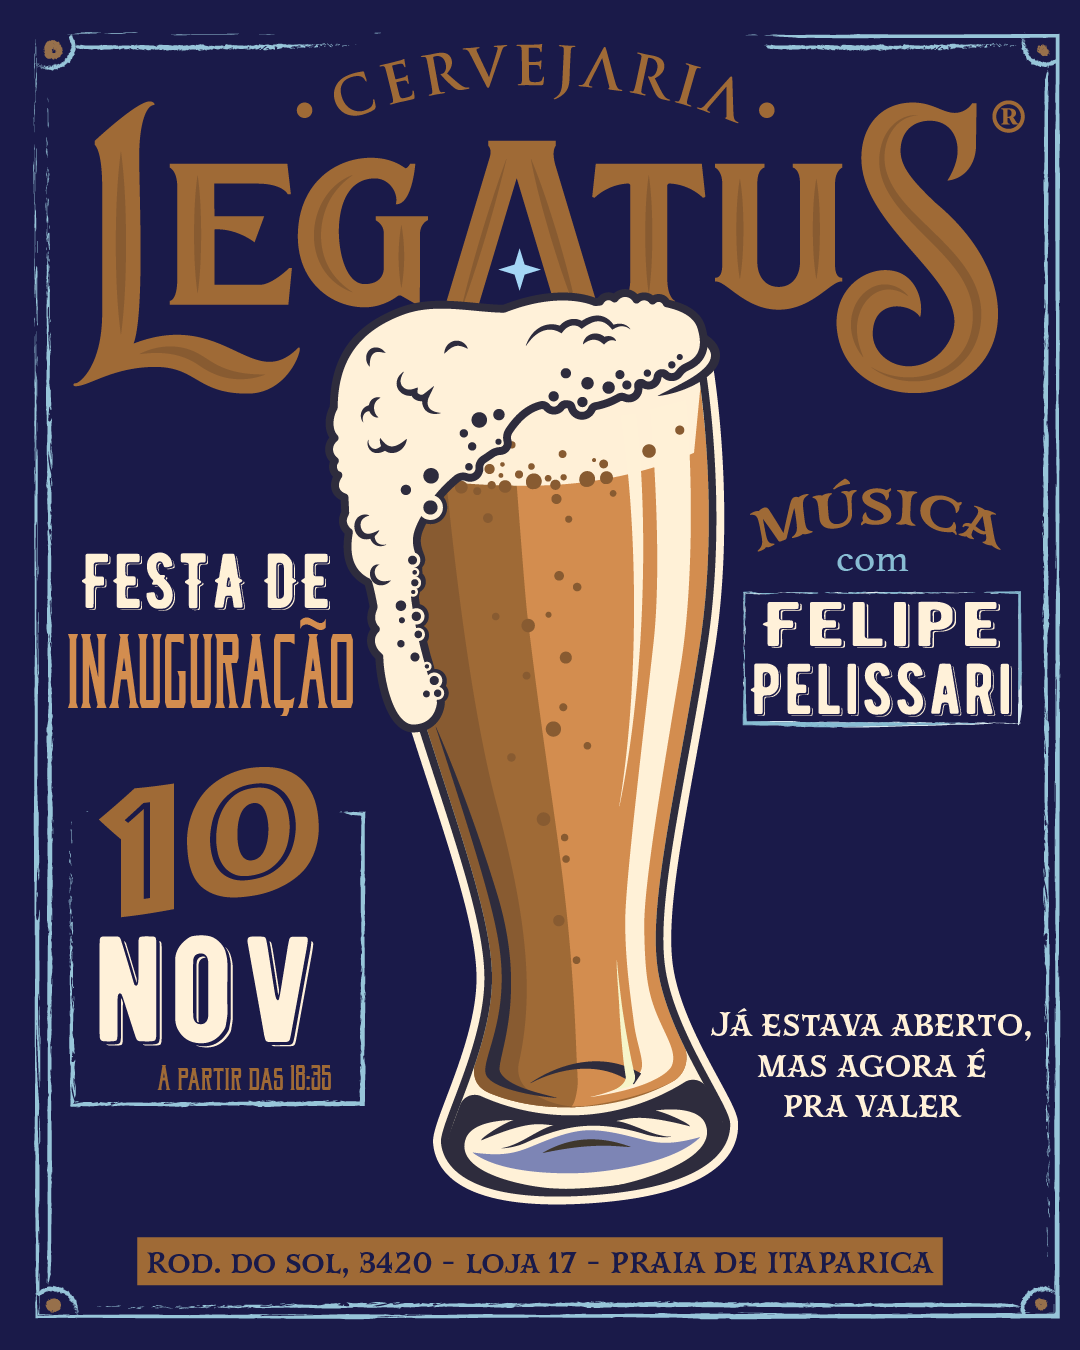 • CERVEJARIA •
LEGATUS®
MÚSICA
com
FELIPE
PELISSARI
FESTA DE
INAUGURAÇÃO
10
NOV
A PARTIR DAS 18:35
JÁ ESTAVA ABERTO,
MAS AGORA É
PRA VALER
ROD. DO SOL, 3420 - LOJA 17 - PRAIA DE ITAPARICA